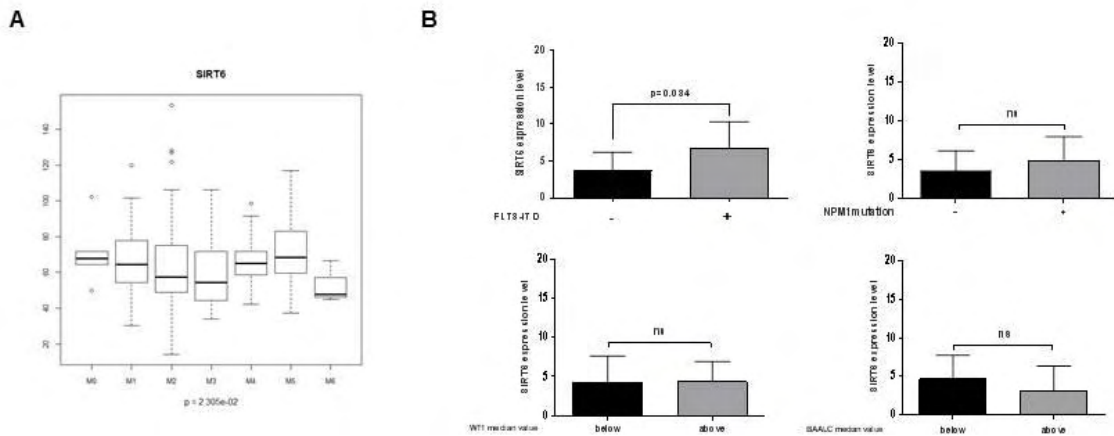 A
B
SIRT6
140
120
100
80
60
40
20
M0 M1 M2 M3 M4 M5 M6
p = 2.305e-02
SIRT6 expression level
20
15
10
5
0
p=0.084
FLT3-ITD - +
SIRT6 expression level
20
15
10
5
0
ns
NPM1mutation - +
SIRT6 expression level
20
15
10
5
0
ns
WT1 median value below above
SIRT6 expression level
20
15
10
5
0
ns
BAALC median value below above